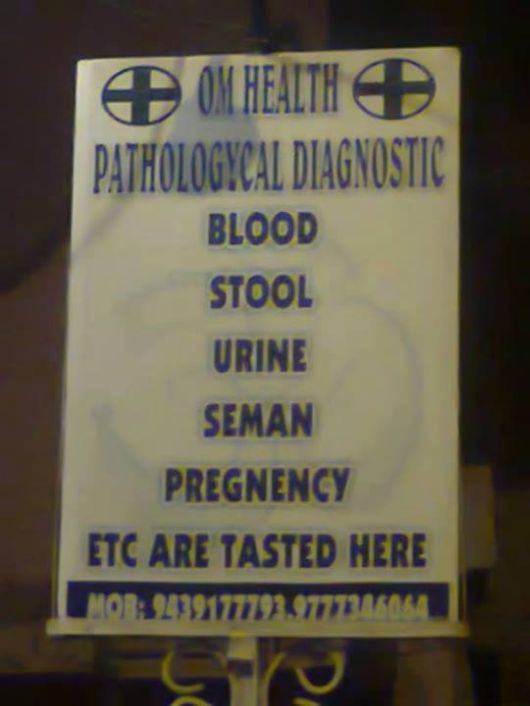 OM HEALTH
PATHOLOGYCAL DIAGNOSTIC
BLOOD
STOOL
URINE
SEMAN
PREGNENCY
ETC ARE TASTED HERE
MOB: 9439177793,9777346064